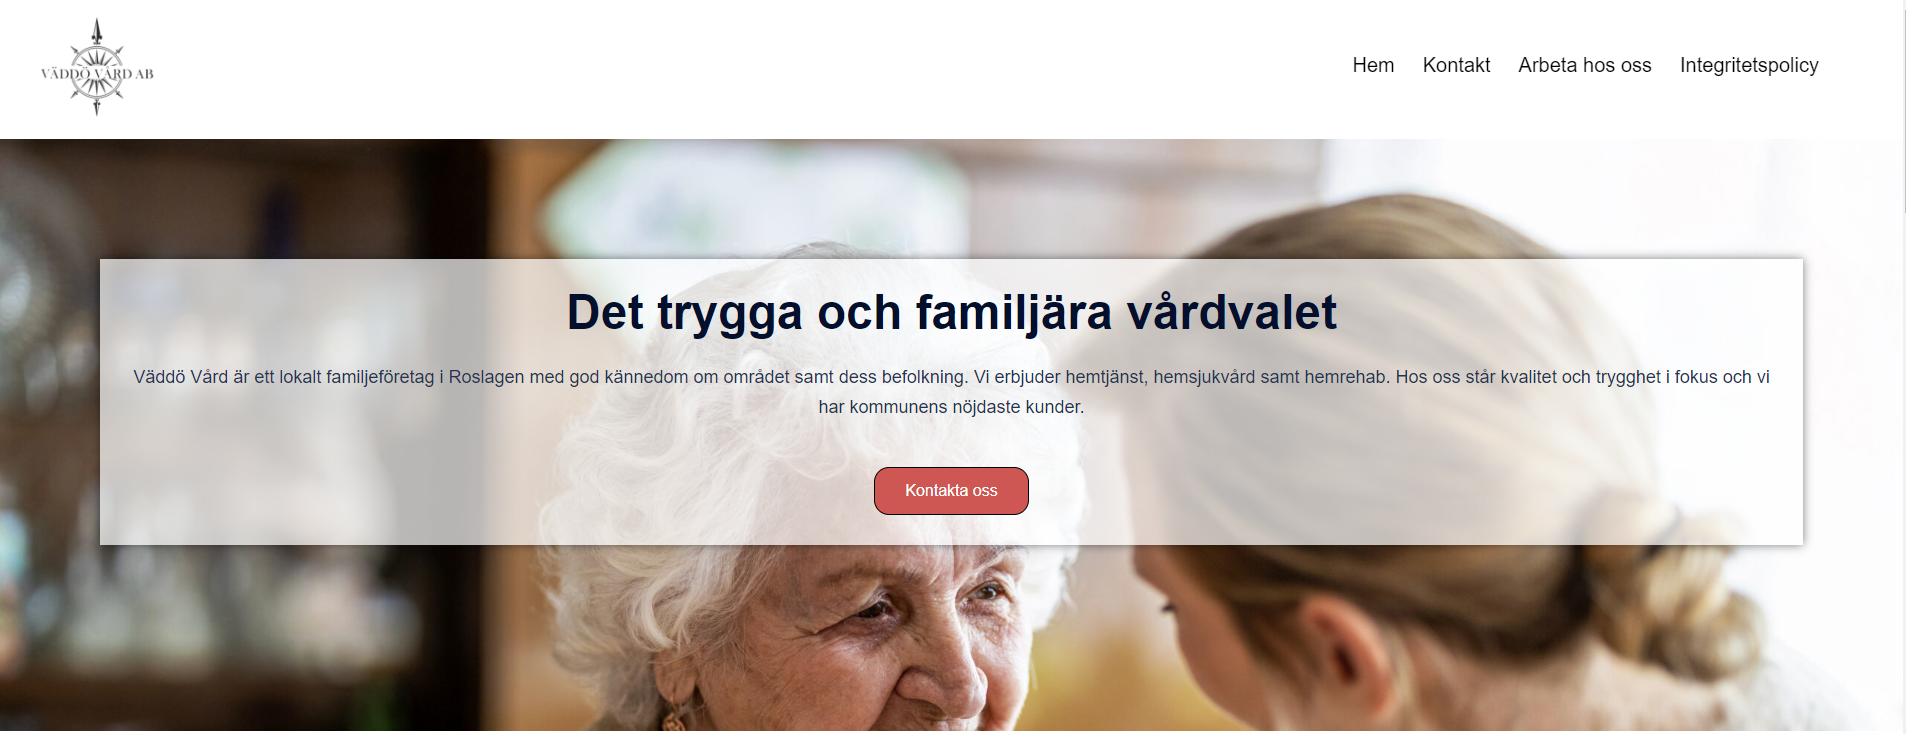 VÄDDÖ VÅRD AB
Hem Kontakt Arbeta hos oss Integritetspolicy
Det trygga och familjära vårdvalet
Väddö Vård är ett lokalt familjeföretag i Roslagen med god kännedom om området samt dess befolkning. Vi erbjuder hemtjänst, hemsjukvård samt hemrehab. Hos oss står kvalitet och trygghet i fokus och vi
har kommunens nöjdaste kunder.
Kontakta oss